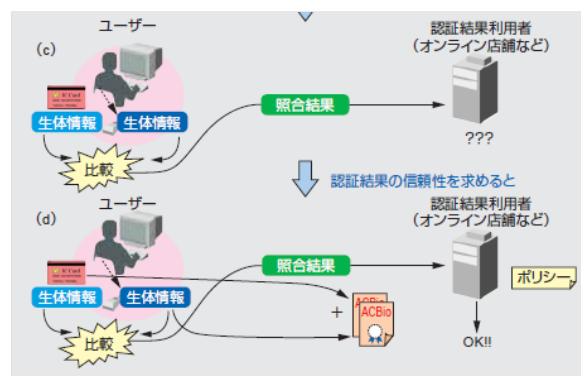 ユーザー
認証結果利用者
（オンライン店舗など）
(c)
IC Card
照合結果
生体情報
生体情報
???
比較
認証結果の信頼性を求めると
ユーザー
認証結果利用者
（オンライン店舗など）
(d)
IC Card
照合結果
ポリシー
生体情報
生体情報
+
ACBio
ACBio
比較
OK!!